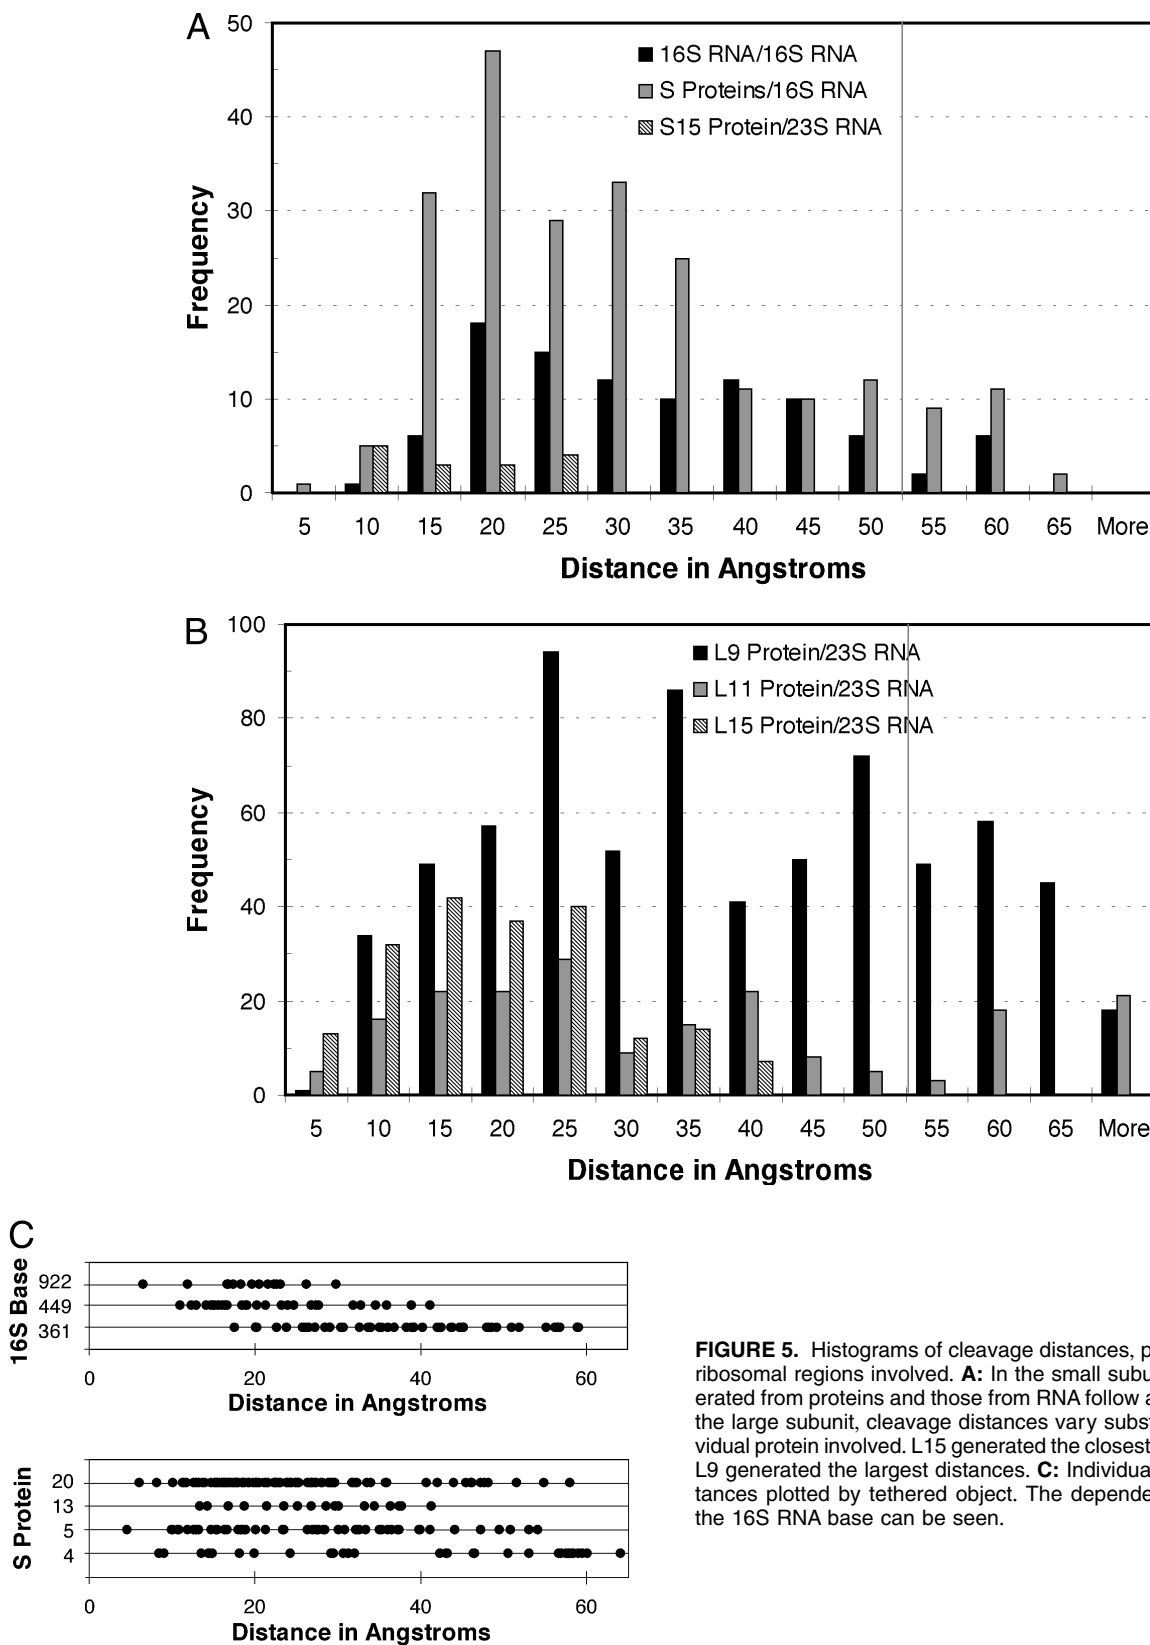 A
50
40
30
20
10
0
Frequency
16S RNA/16S RNA
S Proteins/16S RNA
S15 Protein/23S RNA
5 10 15 20 25 30 35 40 45 50 55 60 65 More
Distance in Angstroms
B
100
80
60
40
20
0
Frequency
L9 Protein/23S RNA
L11 Protein/23S RNA
L15 Protein/23S RNA
5 10 15 20 25 30 35 40 45 50 55 60 65 More
Distance in Angstroms
C
16S Base
922
449
361
0 20 40 60
Distance in Angstroms
S Protein
20
13
5
4
0 20 40 60
Distance in Angstroms
FIGURE 5. Histograms of cleavage distances, p
ribosomal regions involved. A: In the small subu
erated from proteins and those from RNA follow a
the large subunit, cleavage distances vary subst
vidual protein involved. L15 generated the closest
L9 generated the largest distances. C: Individua
tances plotted by tethered object. The depende
the 16S RNA base can be seen.